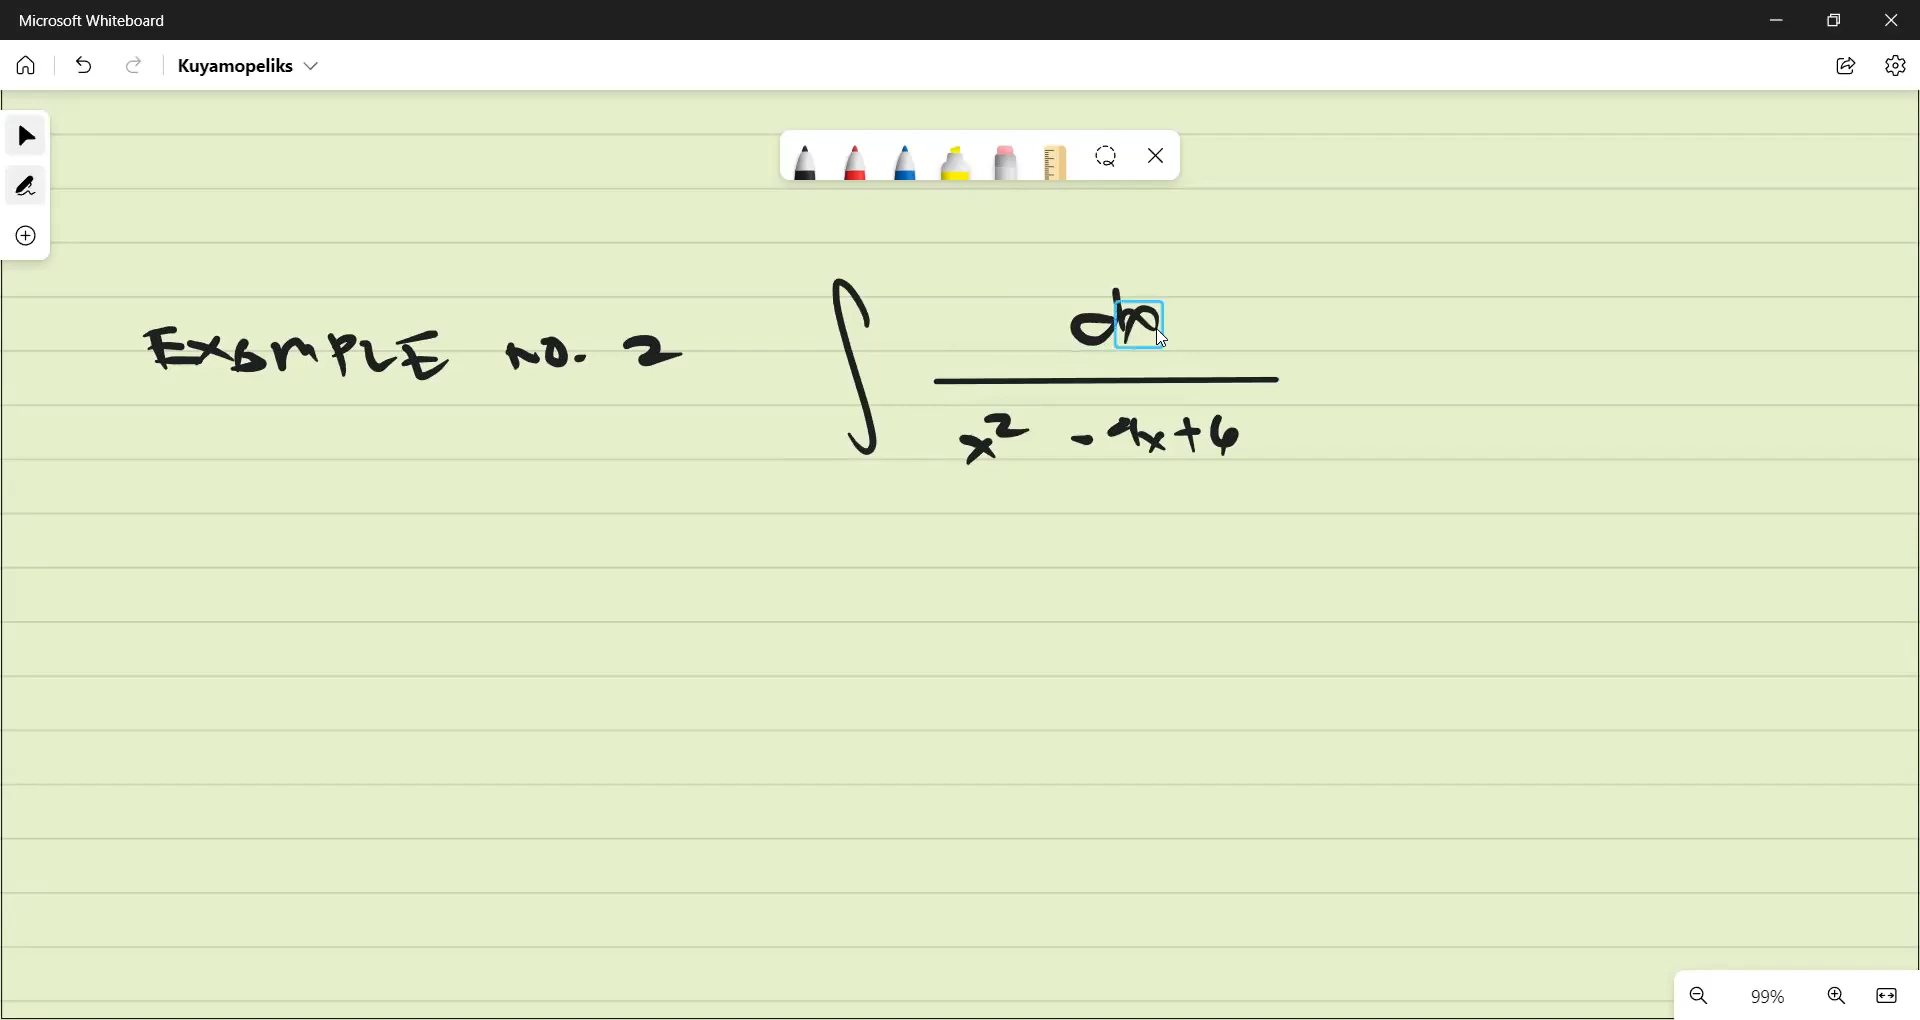 Microsoft Whiteboard
Kuyamopeliks
EXAMPLE NO. 2 ∫ dx
x² - 4x+6
99%